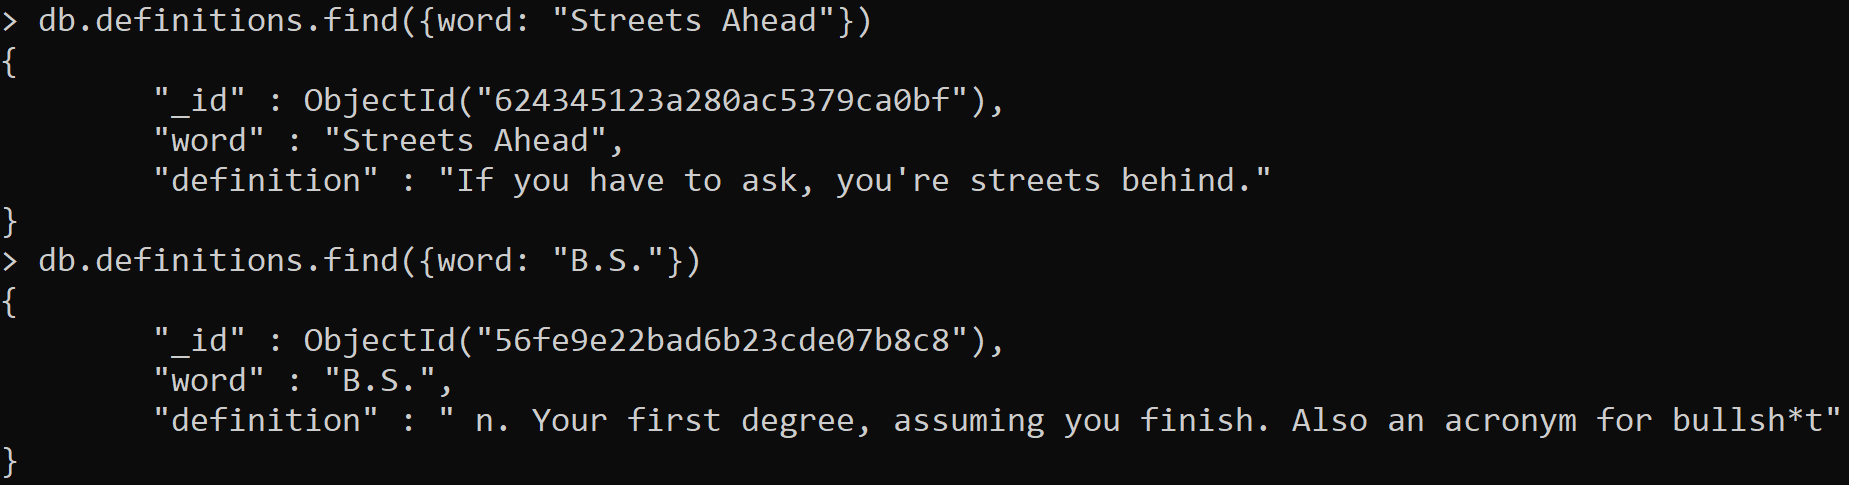 > db.definitions.find({word: "Streets Ahead"})
{
"_id" : ObjectId("624345123a280ac5379ca0bf"),
"word" : "Streets Ahead",
"definition" : "If you have to ask, you're streets behind."
}
> db.definitions.find({word: "B.S."})
{
"_id" : ObjectId("56fe9e22bad6b23cde07b8c8"),
"word" : "B.S.",
"definition" : " n. Your first degree, assuming you finish. Also an acronym for bullsh*t"
}